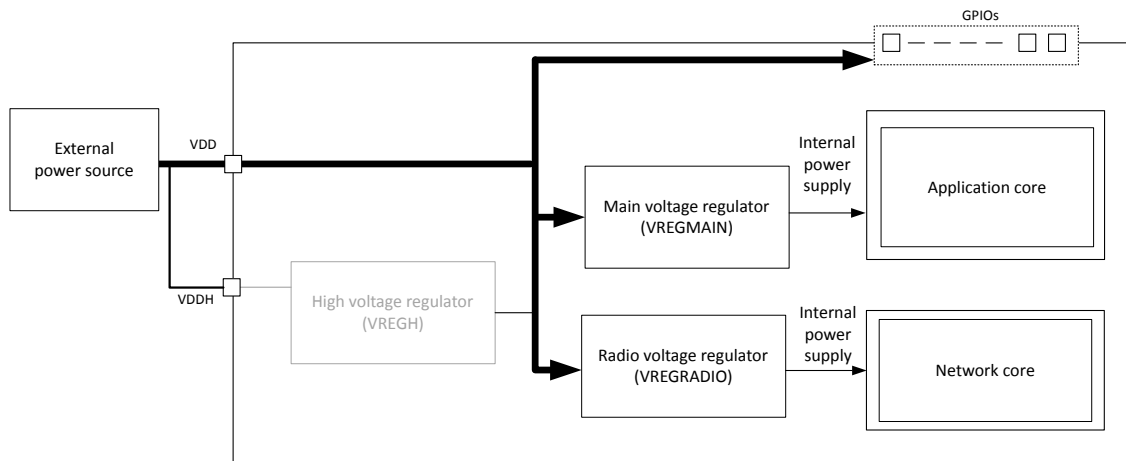 GPIOs
External
power source
VDD
VDDH
High voltage regulator
(VREGH)
Main voltage regulator
(VREGMAIN)
Internal
power
supply
Application core
Radio voltage regulator
(VREGRADIO)
Internal
power
supply
Network core